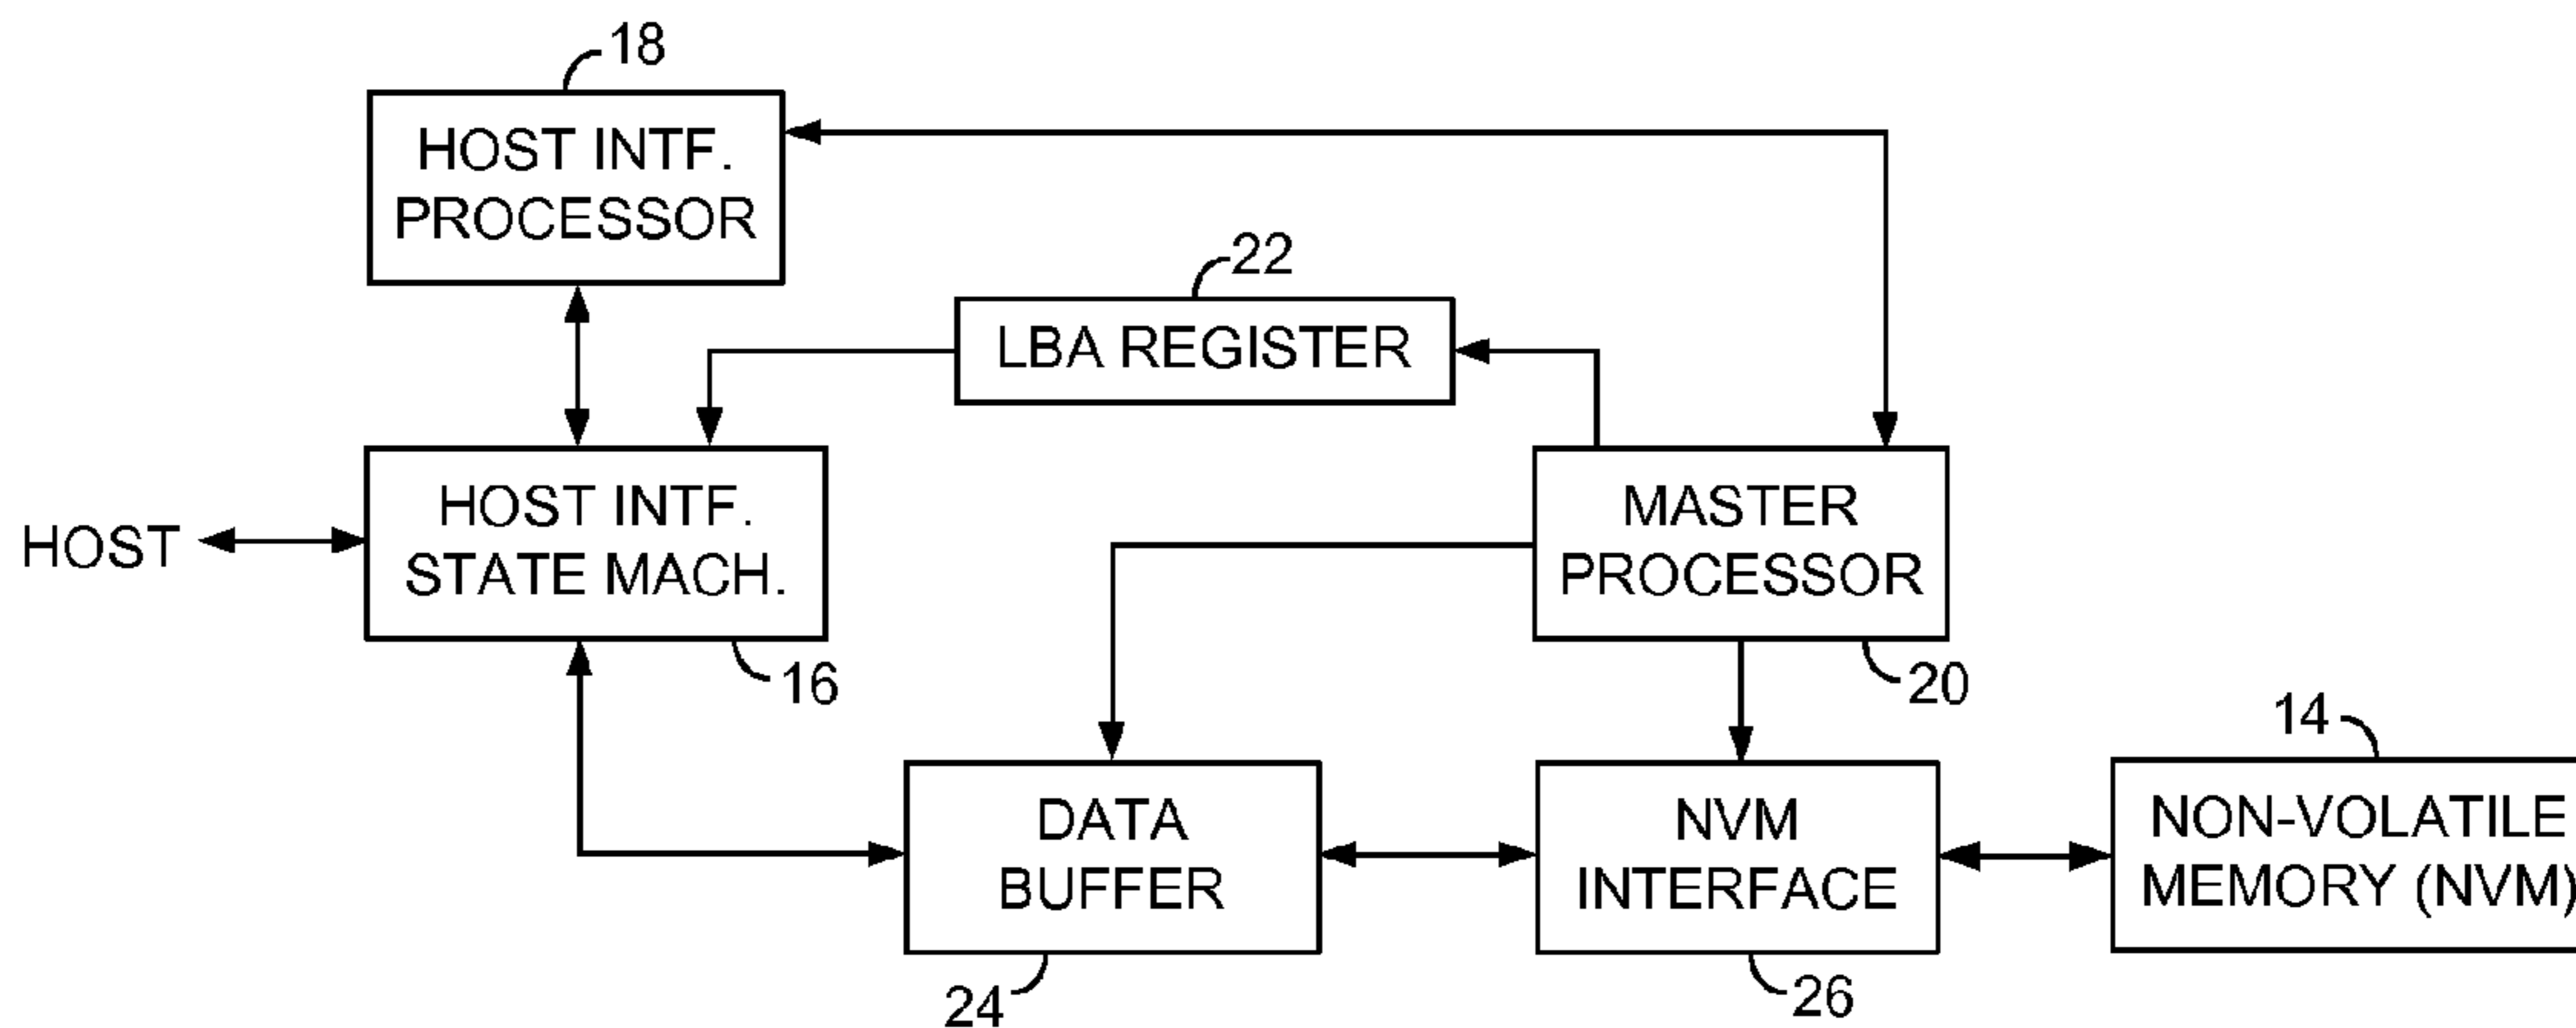 18
HOST INTF.
PROCESSOR
22
LBA REGISTER
HOST
HOST INTF.
STATE MACH.
16
MASTER
PROCESSOR
20
14
DATA
BUFFER
24
NVM
INTERFACE
26
NON-VOLATILE
MEMORY (NVM)